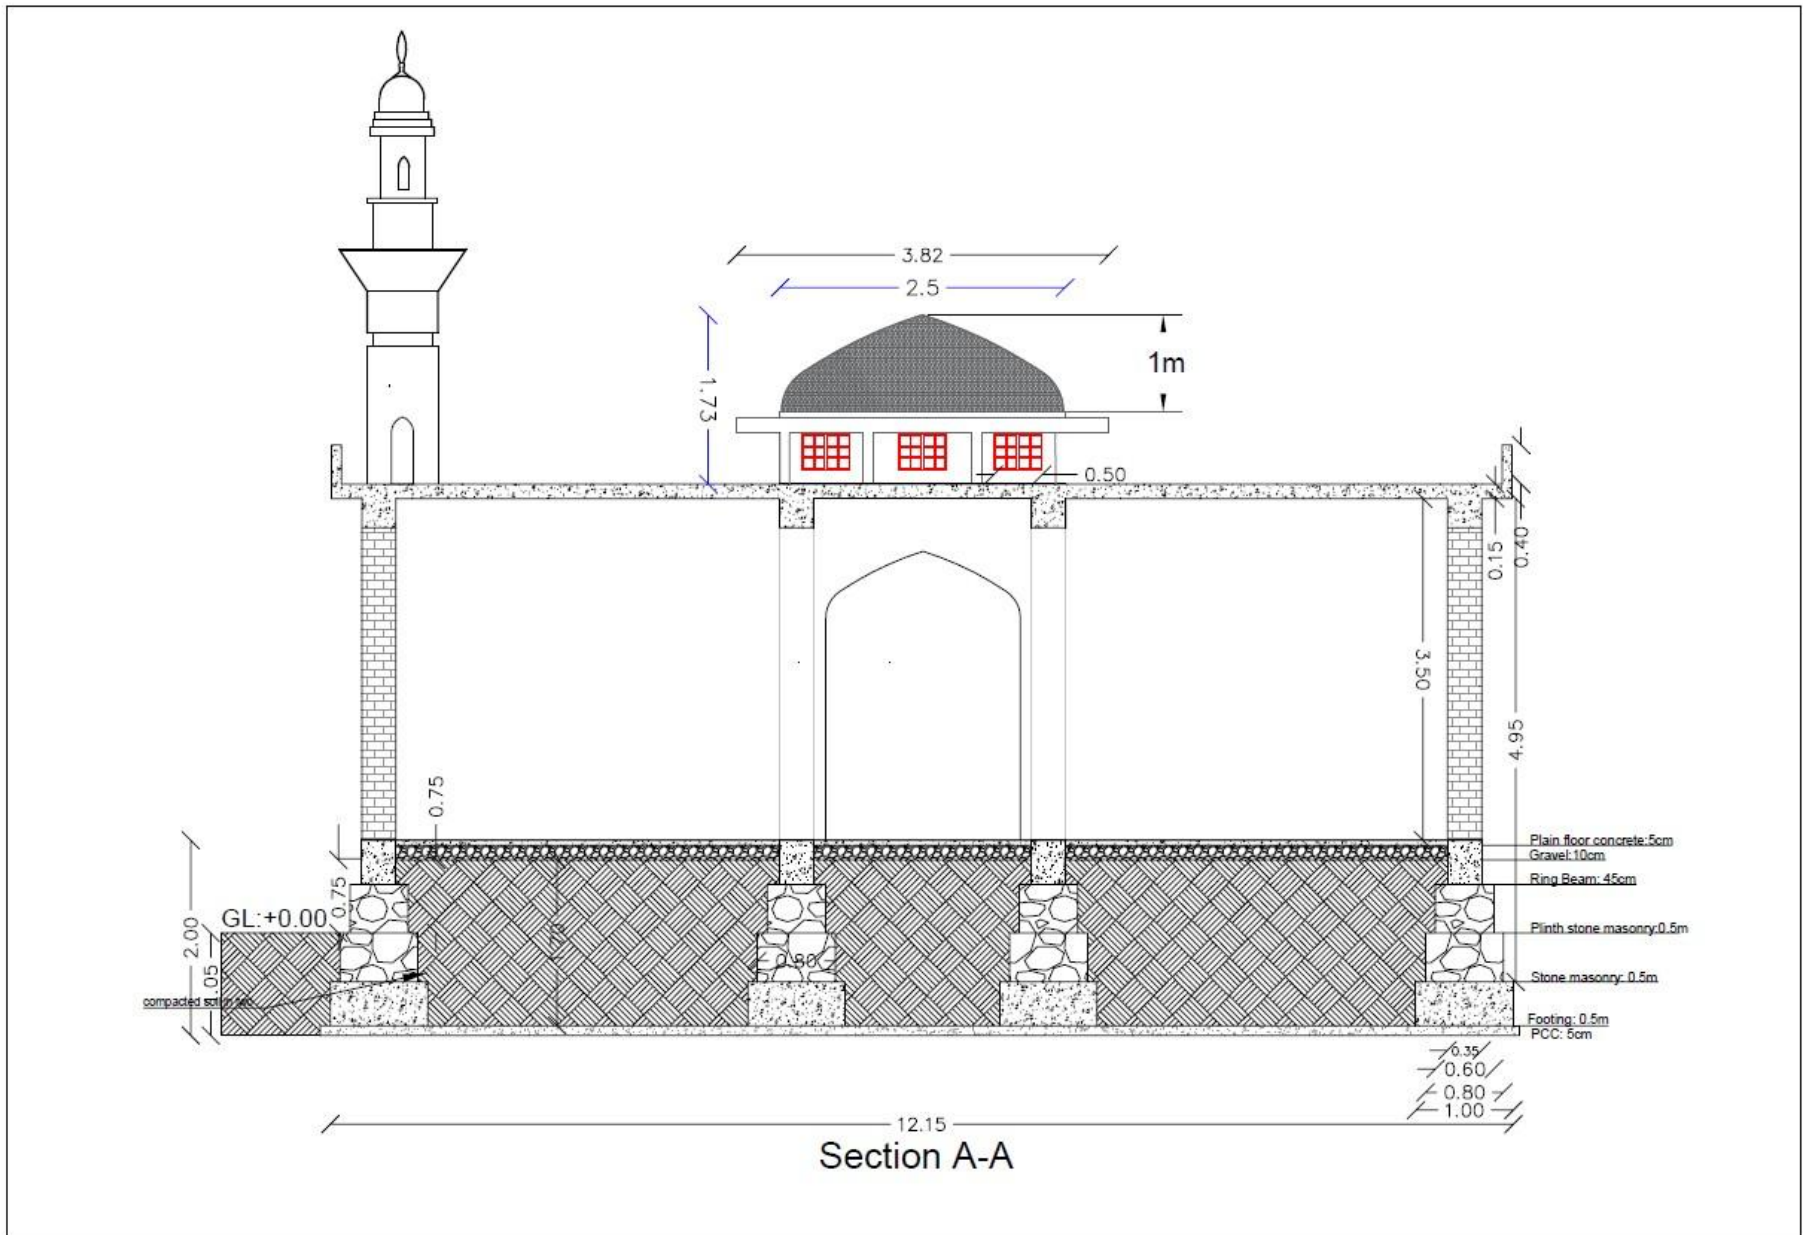 3.82
2.5
1.73
1m
0.50
0.15
0.40
3.50
4.95
0.75
Plain floor concrete:5cm
Gravel:10cm
Ring Beam: 45cm
0.75
GL:+0.00
2.00
Plinth stone masonry:0.5m
0.80
Stone masonry: 0.5m
compacted
Footing: 0.5m
PCC: 5cm
0.35
0.60
0.80
1.00
12.15
Section A-A